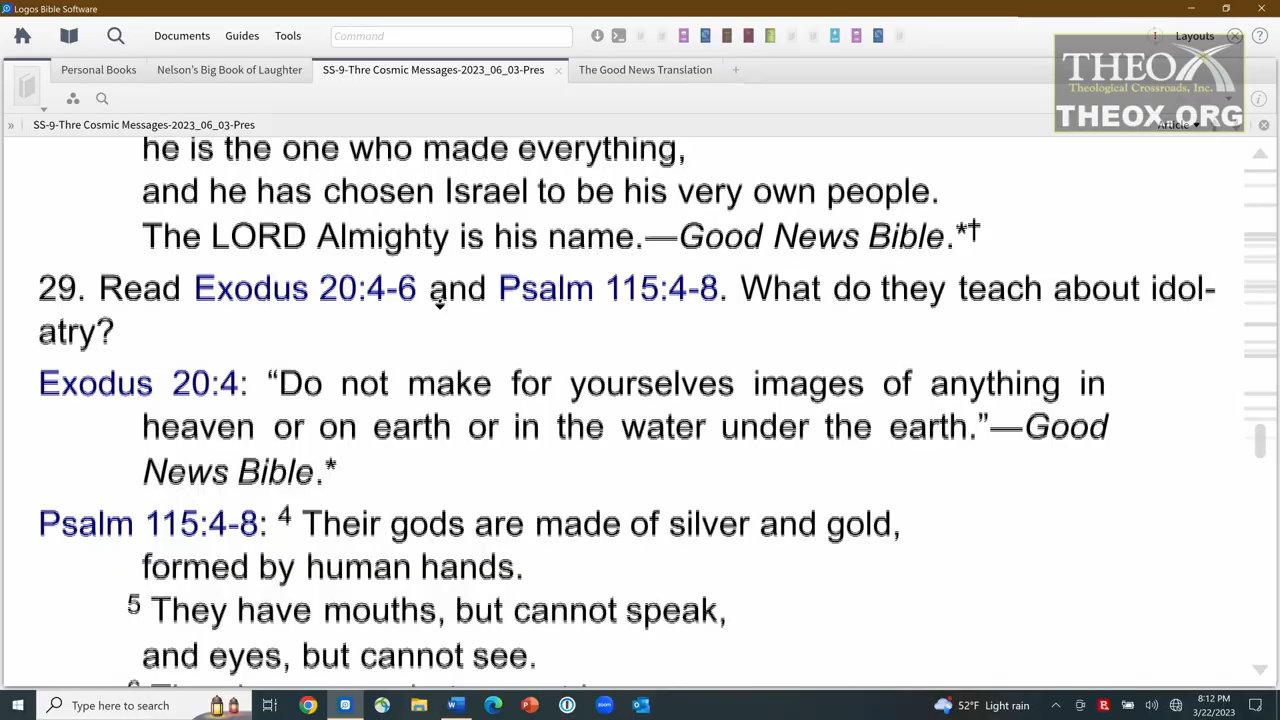 Logos Bible Software
Documents Guides Tools Command Layouts
Personal Books Nelson's Big Book of Laughter SS-9-Thre Cosmic Messages-2023_06_03-Pres The Good News Translation
THEOX
Theological Crossroads, Inc.
THEOX.ORG
SS-9-Thre Cosmic Messages-2023_06_03-Pres Article
he is the one who made everything,
and he has chosen Israel to be his very own people.
The LORD Almighty is his name.—Good News Bible.*†
29. Read Exodus 20:4-6 and Psalm 115:4-8. What do they teach about idol-
atry?
Exodus 20:4: “Do not make for yourselves images of anything in
heaven or on earth or in the water under the earth.”—Good
News Bible.*
Psalm 115:4-8: 4 Their gods are made of silver and gold,
formed by human hands.
5 They have mouths, but cannot speak,
and eyes, but cannot see.
Type here to search 52°F Light rain 8:12 PM
3/22/2023